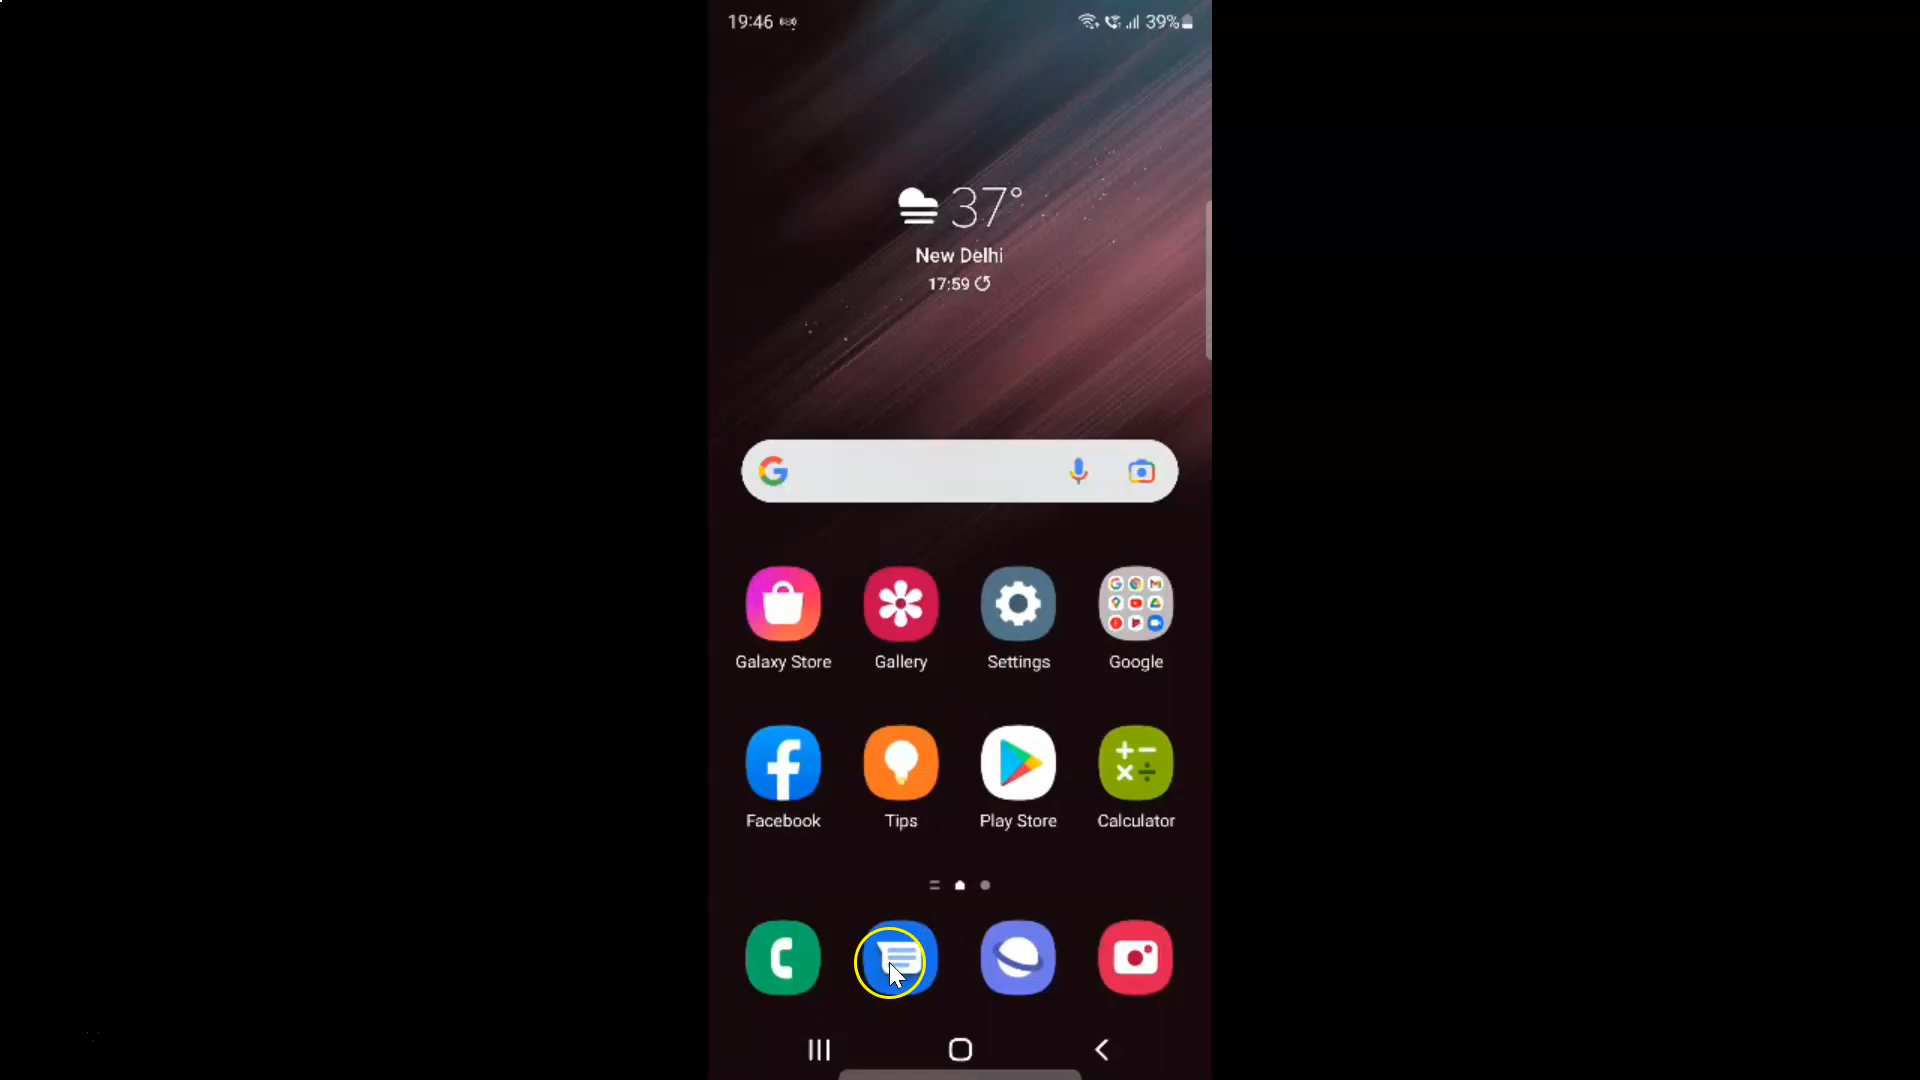 19:46
39%
37°
New Delhi
17:59
Galaxy Store
Gallery
Settings
Google
Facebook
Tips
Play Store
Calculator